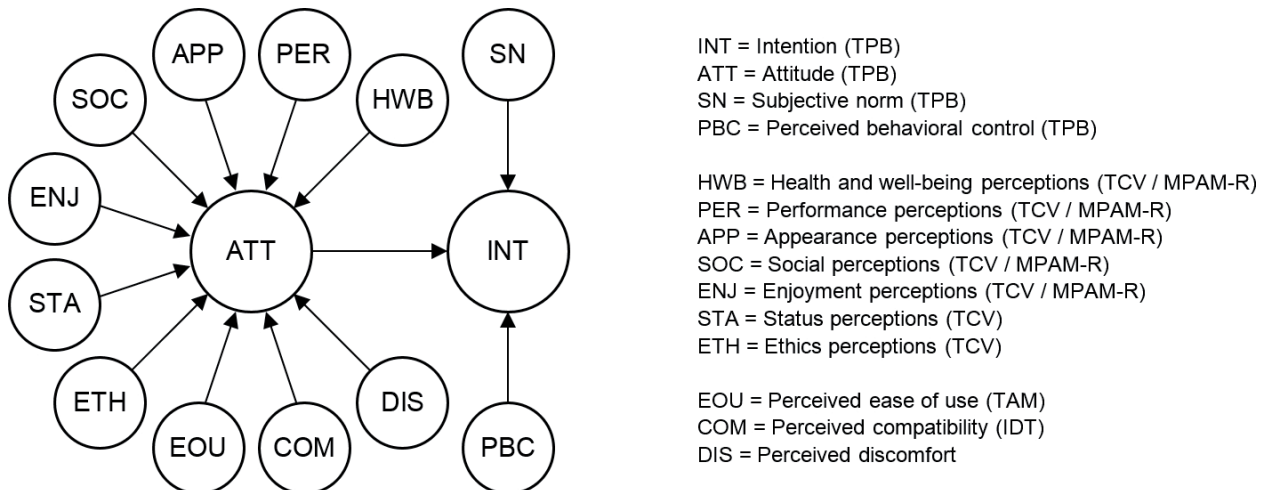 APP
PER
SN
SOC
HWB
ENJ
ATT
INT
STA
ETH
DIS
EOU
COM
PBC
INT = Intention (TPB)
ATT = Attitude (TPB)
SN = Subjective norm (TPB)
PBC = Perceived behavioral control (TPB)
HWB = Health and well-being perceptions (TCV / MPAM-R)
PER = Performance perceptions (TCV / MPAM-R)
APP = Appearance perceptions (TCV / MPAM-R)
SOC = Social perceptions (TCV / MPAM-R)
ENJ = Enjoyment perceptions (TCV / MPAM-R)
STA = Status perceptions (TCV)
ETH = Ethics perceptions (TCV)
EOU = Perceived ease of use (TAM)
COM = Perceived compatibility (IDT)
DIS = Perceived discomfort